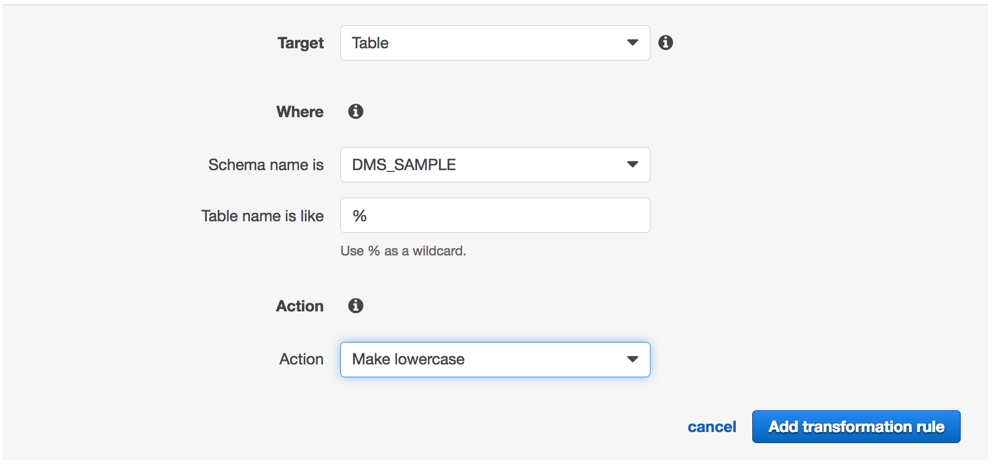 Target Table
Where
Schema name is DMS_SAMPLE
Table name is like %
Use % as a wildcard.
Action
Action Make lowercase
cancel Add transformation rule